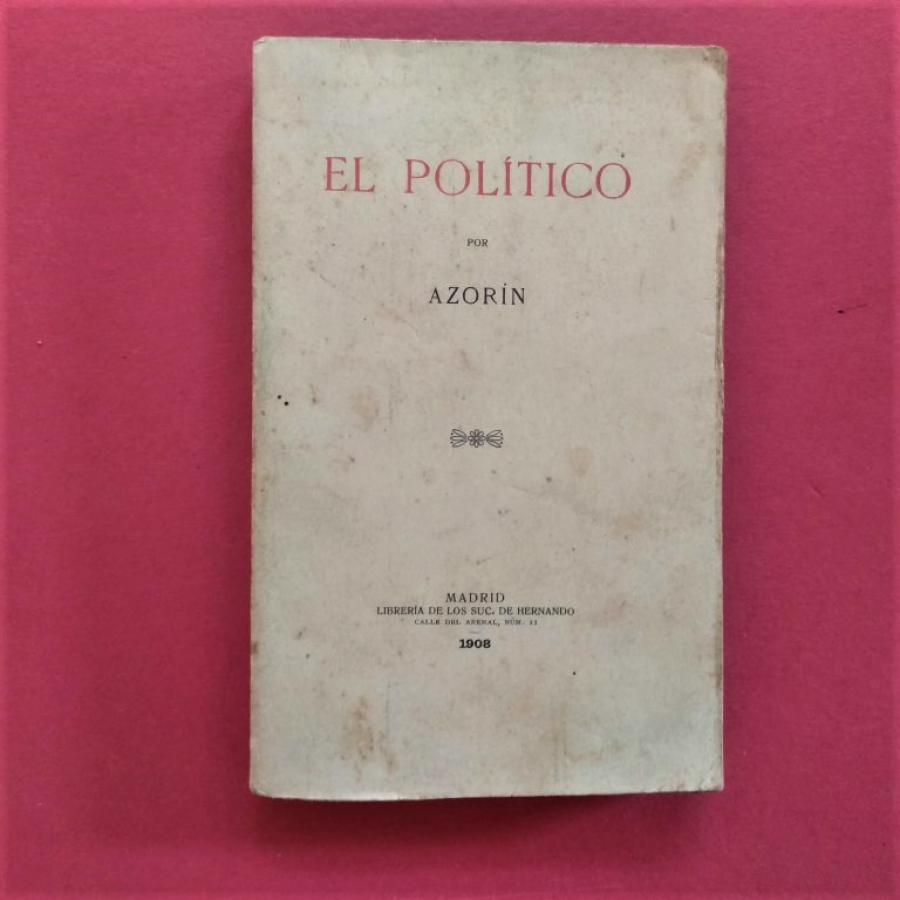 EL POLÍTICO
POR
AZORÍN
MADRID
LIBRERÍA DE LOS SUC. DE HERNANDO
CALLE DEL ARENAL, NÚM. 11
1908